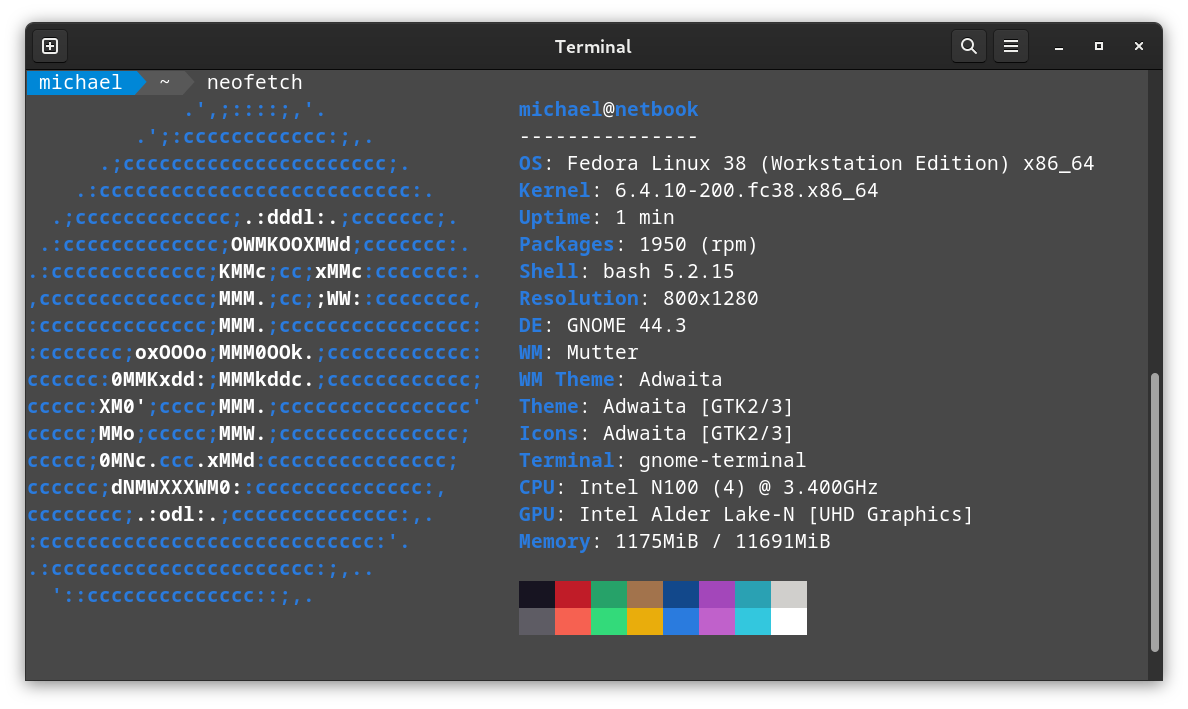 Terminal
michael ~ neofetch
             .',;::::;,'.                michael@netbook
         .';:cccccccccccc:;,.            ---------------
      .;cccccccccccccccccccccc;.         OS: Fedora Linux 38 (Workstation Edition) x86_64
    .:cccccccccccccccccccccccccc:.       Kernel: 6.4.10-200.fc38.x86_64
  .;ccccccccccccc;.:dddl:.;ccccccc;.     Uptime: 1 min
 .:ccccccccccccc;OWMKOOXMWd;ccccccc:.    Packages: 1950 (rpm)
.:ccccccccccccc;KMMc;cc;xMMc:ccccccc:.   Shell: bash 5.2.15
,cccccccccccccc;MMM.;cc;;WW::cccccccc,   Resolution: 800x1280
:cccccccccccccc;MMM.;cccccccccccccccc:   DE: GNOME 44.3
:ccccccc;oxOOOo;MMM0OOk.;cccccccccccc:   WM: Mutter
cccccc:0MMKxdd:;MMMkddc.;cccccccccccc;   WM Theme: Adwaita
ccccc:XM0';cccc;MMM.;cccccccccccccccc'   Theme: Adwaita [GTK2/3]
ccccc;MMo;ccccc;MMW.;ccccccccccccccc;    Icons: Adwaita [GTK2/3]
ccccc;0MNc.ccc.xMMd:ccccccccccccccc;     Terminal: gnome-terminal
cccccc;dNMWXXXWM0::cccccccccccccc:,      CPU: Intel N100 (4) @ 3.400GHz
cccccccc;.:odl:.;cccccccccccccc:,.       GPU: Intel Alder Lake-N [UHD Graphics]
:cccccccccccccccccccccccccccc:'.         Memory: 1175MiB / 11691MiB
.:cccccccccccccccccccccc:;,..
  '::cccccccccccccc::;,.